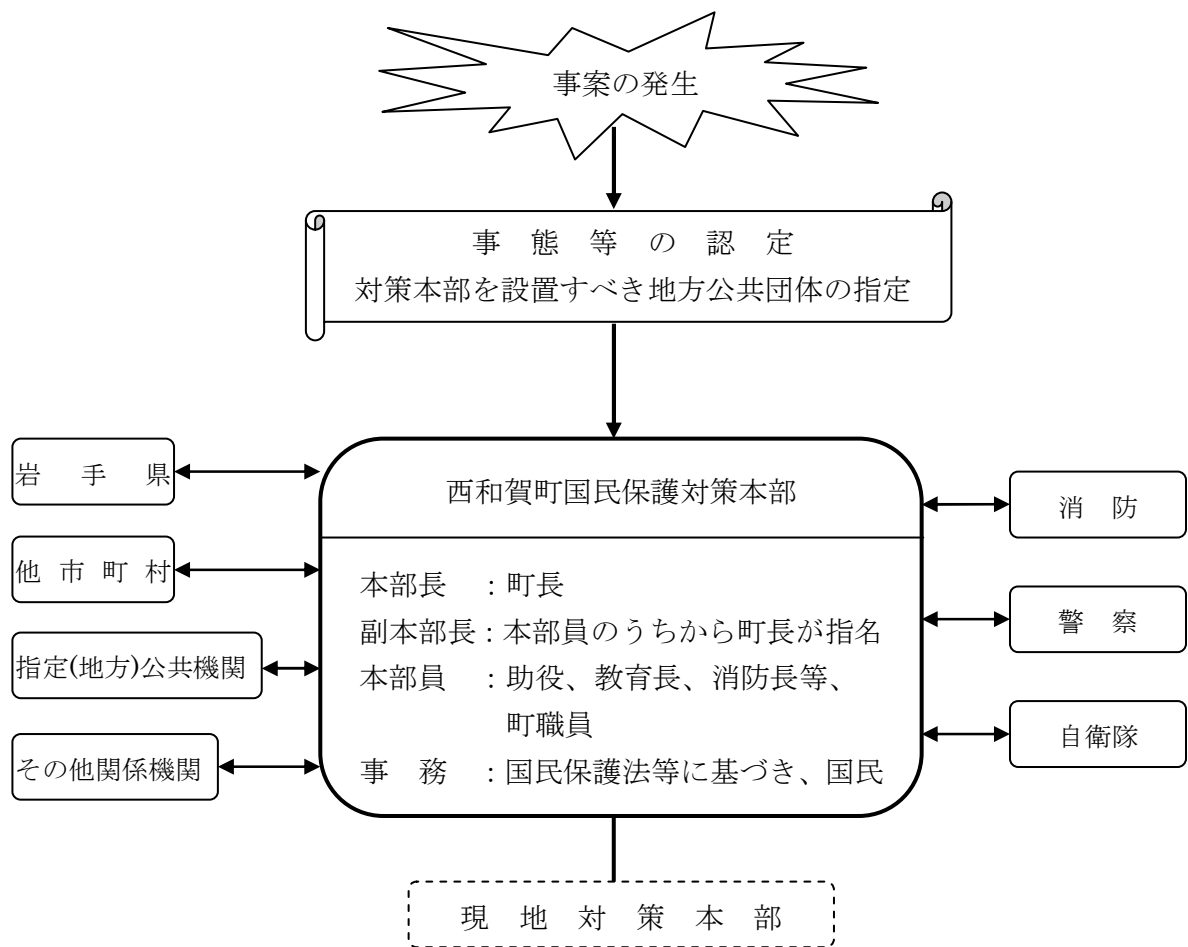 事案の発生
事態等の認定
対策本部を設置すべき地方公共団体の指定
岩手県
他市町村
指定(地方)公共機関
その他関係機関
西和賀町国民保護対策本部
本部長 : 町長
副本部長 : 本部員のうちから町長が指名
本部員 : 助役、教育長、消防長等、
町職員
事務 : 国民保護法等に基づき、国民
消防
警察
自衛隊
現地対策本部